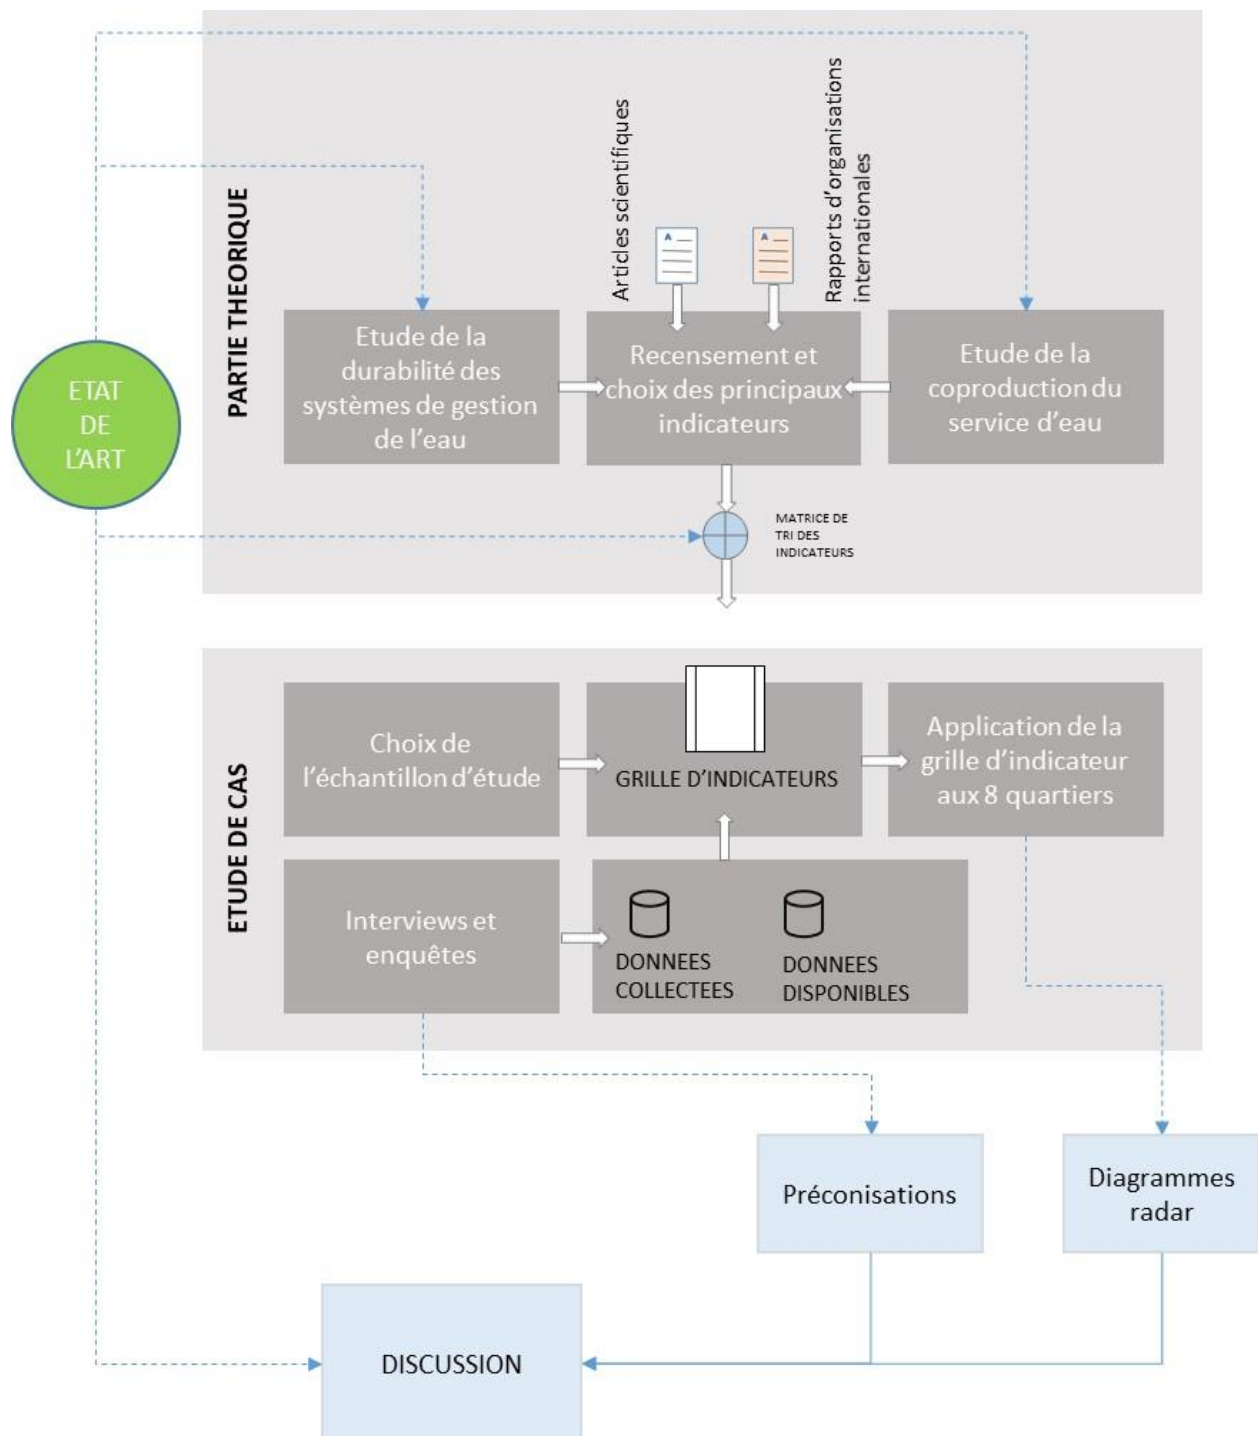 ETAT
DE
L'ART
PARTIE THEORIQUE
Articles scientifiques
Rapports d'organisations
internationales
Etude de la
durabilité des
systèmes de gestion
de l'eau
Recensement et
choix des principaux
indicateurs
Etude de la
coproduction du
service d'eau
MATRICE DE
TRI DES
INDICATEURS
ETUDE DE CAS
Choix de
l'échantillon d'étude
GRILLE D'INDICATEURS
Application de la
grille d'indicateur
aux 8 quartiers
Interviews et
enquêtes
DONNEES
COLLECTEES
DONNEES
DISPONIBLES
Préconisations
Diagrammes
radar
DISCUSSION